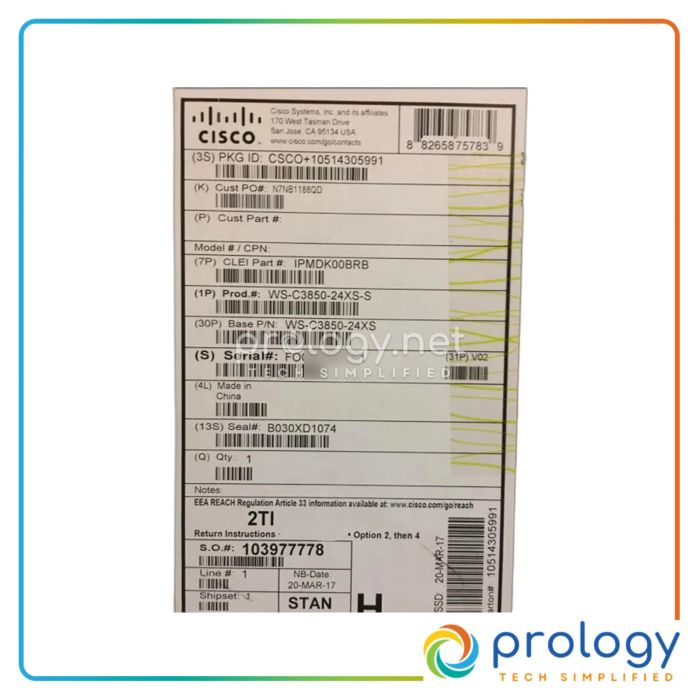 CISCO
Cisco Systems, Inc. and its affiliates
170 West Tasman Drive
San Jose, CA 95134 USA
www.cisco.com/go/contacts
8 82658 75783 9
(3S) PKG ID: CSCO+10514305991
(K) Cust PO#: N7NB1188QD
(P) Cust Part #:
Model # / CPN:
(7P) CLEI Part #: IPMDK00BRB
(1P) Prod.#: WS-C3850-24XS-S
(30P) Base P/N: WS-C3850-24XS
prology.net
TECH SIMPLIFIED
(S) Serial#:
(31P) V02
(4L) Made in
China
(13S) Seal#: B030XD1074
(Q) Qty.: 1
Notes:
EEA REACH Regulation Article 33 information available at: www.cisco.com/go/reach
2TI
Return Instructions
• Option 2, then 4
S.O.#: 103977778
Line #: 1
NB-Date:
20-MAR-17
Shipset: 1
STAN
H
SSD: 20-MAR-17
arton# 10514305991
prology
TECH SIMPLIFIED